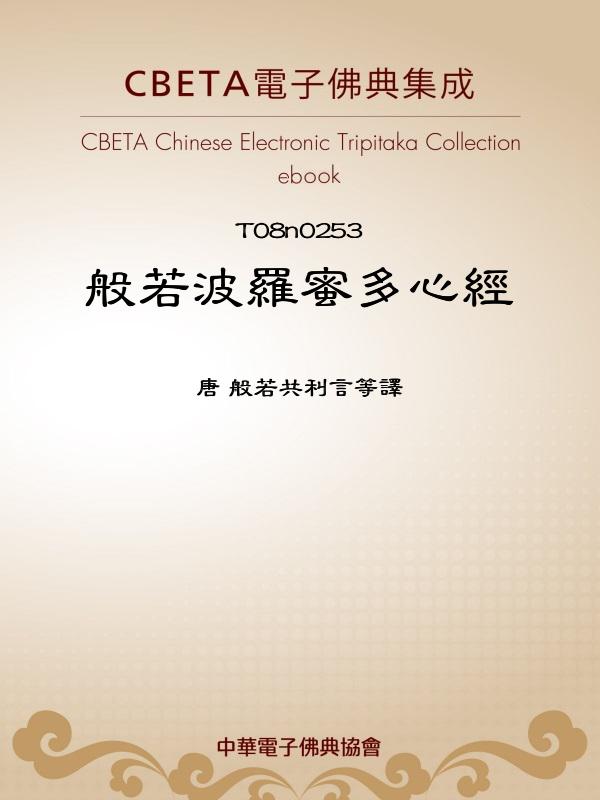 CBETA電子佛典集成
CBETA Chinese Electronic Tripitaka Collection
ebook
T08n0253
般若波羅蜜多心經
唐 般若共利言等譯
中華電子佛典協會